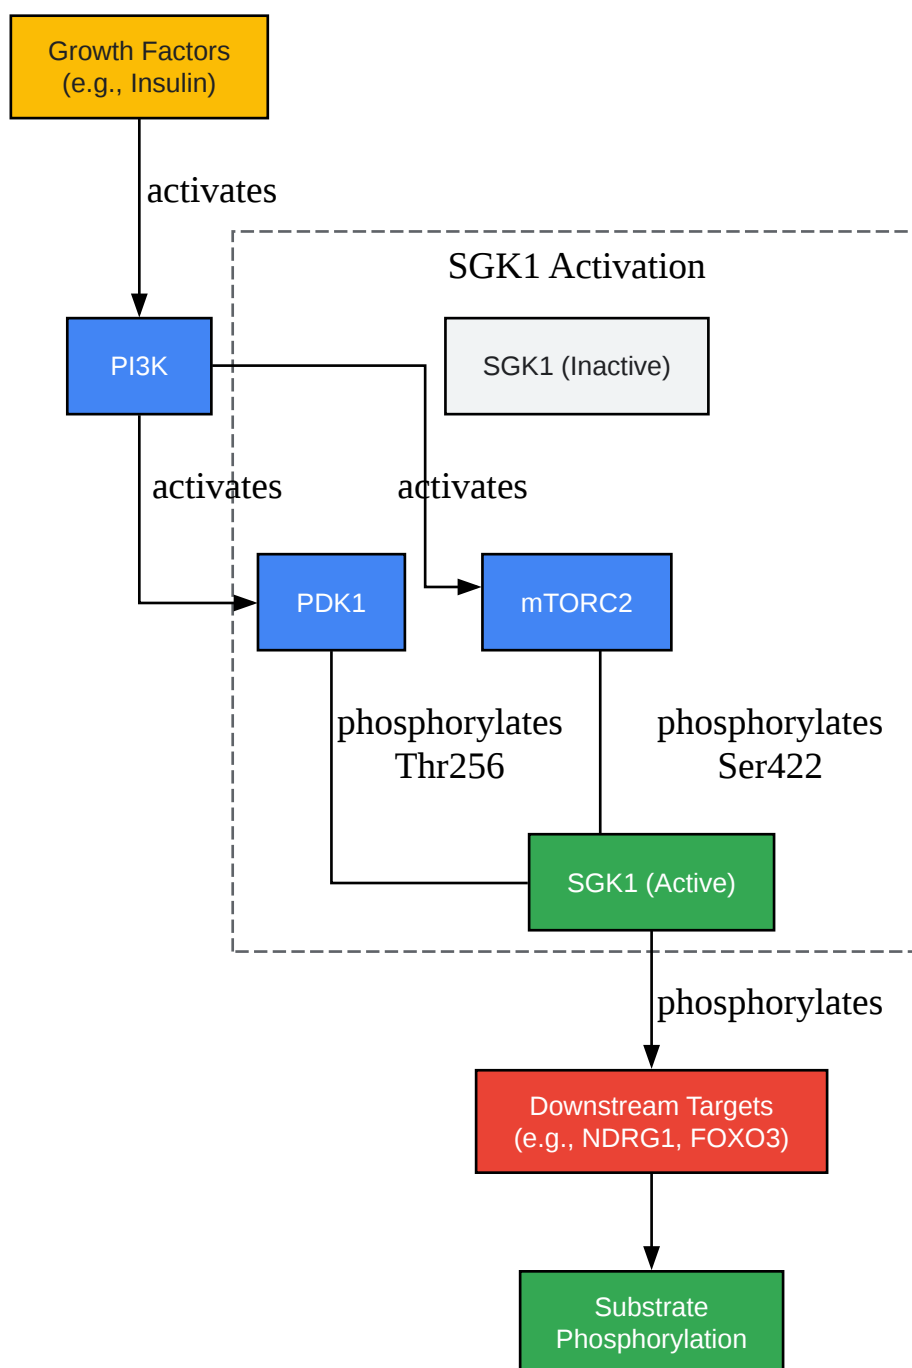 Growth Factors
(e.g., Insulin)
activates
SGK1 Activation
PI3K
SGK1 (Inactive)
activates
activates
PDK1
mTORC2
phosphorylates
Thr256
phosphorylates
Ser422
SGK1 (Active)
phosphorylates
Downstream Targets
(e.g., NDRG1, FOXO3)
Substrate
Phosphorylation